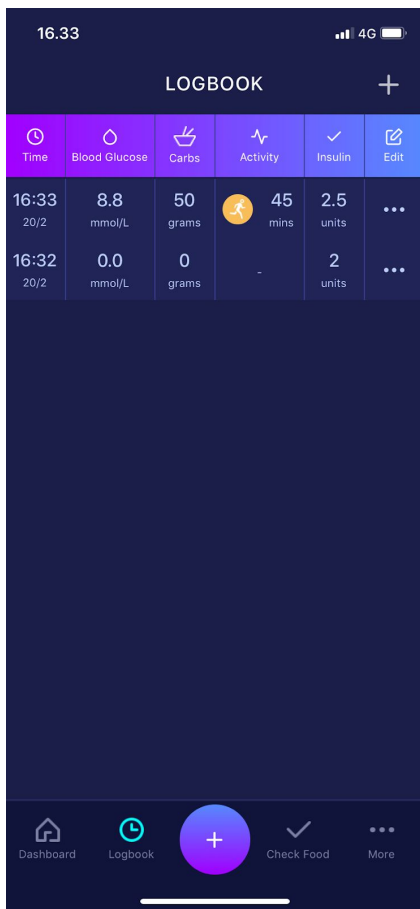 16.33 4G
LOGBOOK +
Time Blood Glucose Carbs Activity Insulin Edit
16:33 8.8 50 45 2.5
20/2 mmol/L grams mins units
16:32 0.0 0 - 2
20/2 mmol/L grams units
Dashboard Logbook + Check Food More